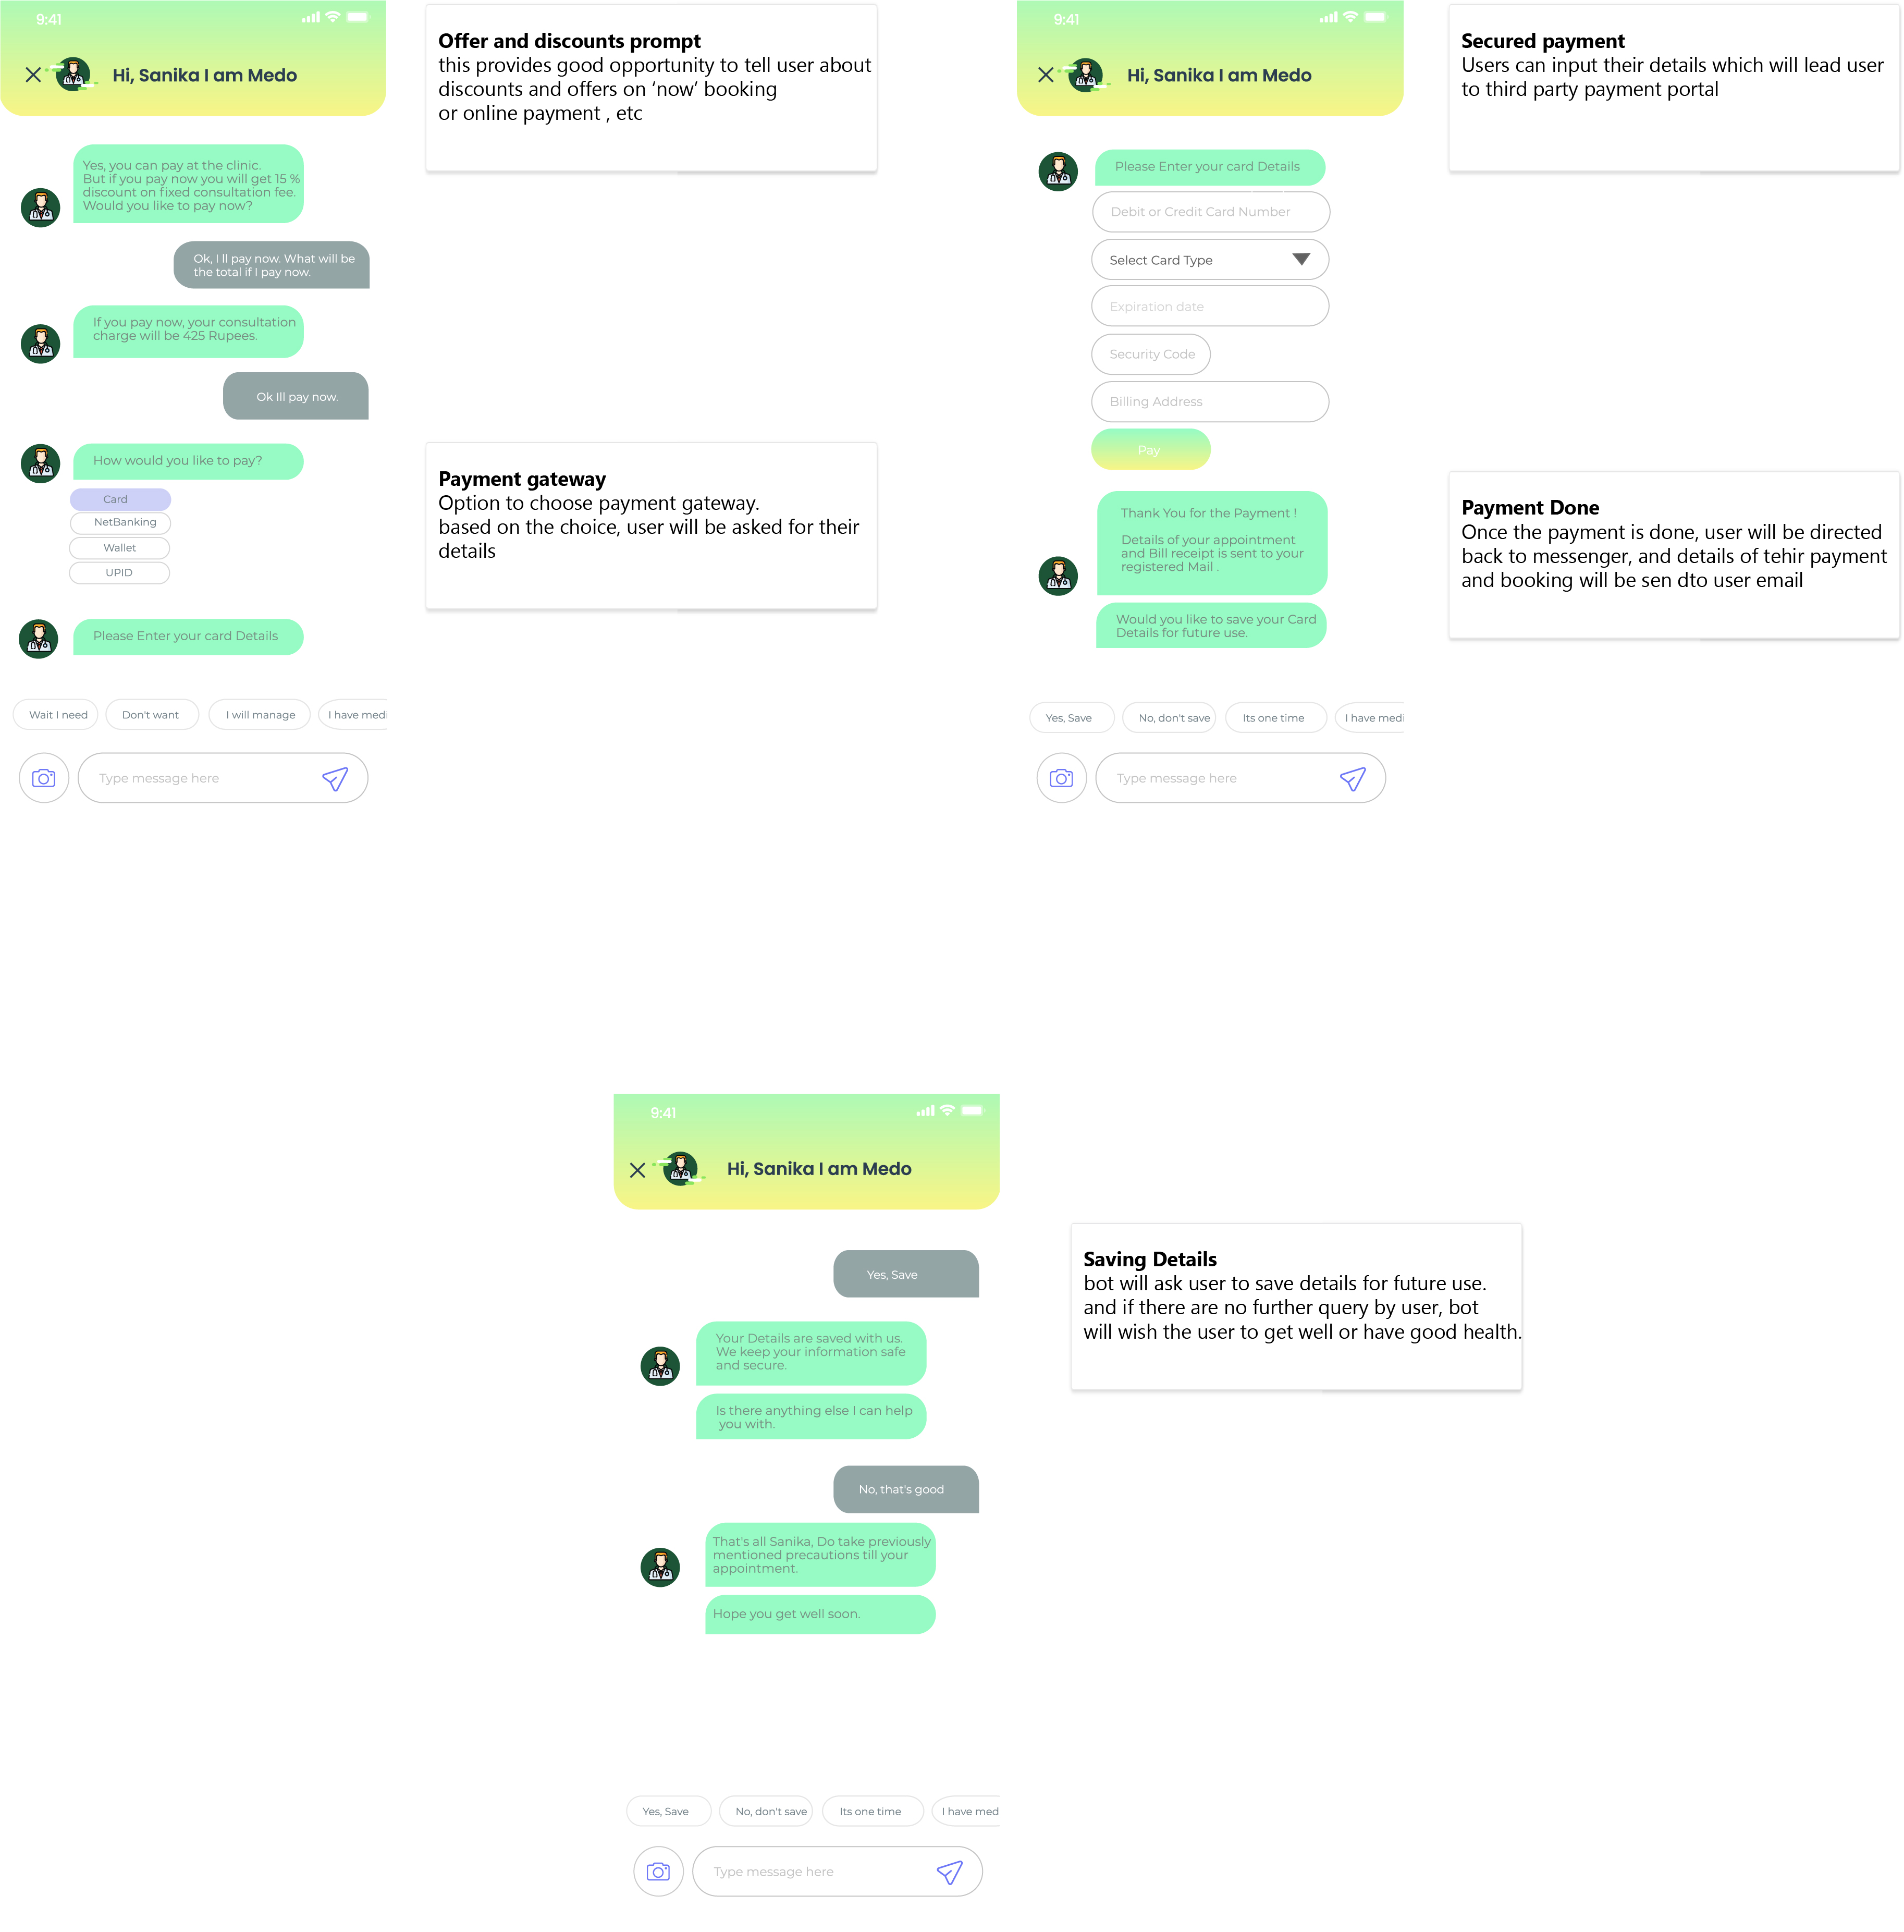 9:41
Hi, Sanika I am Medo
Yes, you can pay at the clinic.
But if you pay now you will get 15 %
discount on fixed consultation fee.
Would you like to pay now?
Ok, I ll pay now. What will be
the total if I pay now.
If you pay now, your consultation
charge will be 425 Rupees.
Ok Ill pay now.
How would you like to pay?
Card
NetBanking
Wallet
UPID
Please Enter your card Details
Wait I need
Don't want
I will manage
I have medi
Type message here
Offer and discounts prompt
this provides good opportunity to tell user about
discounts and offers on ‘now’ booking
or online payment , etc
Payment gateway
Option to choose payment gateway.
based on the choice, user will be asked for their
details
9:41
Hi, Sanika I am Medo
Please Enter your card Details
Debit or Credit Card Number
Select Card Type
Expiration date
Security Code
Billing Address
Pay
Thank You for the Payment !
Details of your appointment
and Bill receipt is sent to your
registered Mail .
Would you like to save your Card
Details for future use.
Yes, Save
No, don't save
Its one time
I have medi
Type message here
Secured payment
Users can input their details which will lead user
to third party payment portal
Payment Done
Once the payment is done, user will be directed
back to messenger, and details of tehir payment
and booking will be sen dto user email
9:41
Hi, Sanika I am Medo
Yes, Save
Your Details are saved with us.
We keep your information safe
and secure.
Is there anything else I can help
you with.
No, that's good
That's all Sanika, Do take previously
mentioned precautions till your
appointment.
Hope you get well soon.
Yes, Save
No, don't save
Its one time
I have med
Type message here
Saving Details
bot will ask user to save details for future use.
and if there are no further query by user, bot
will wish the user to get well or have good health.